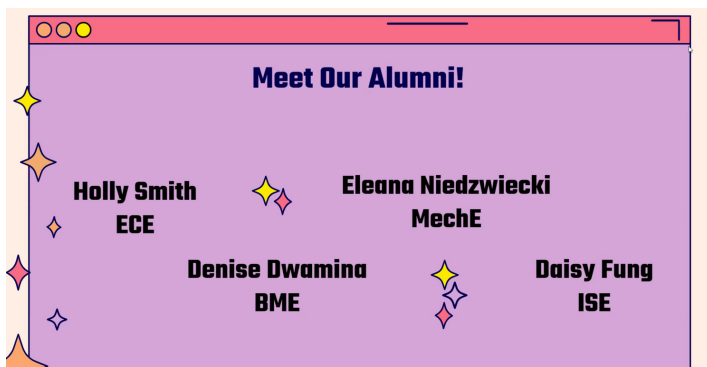 Meet Our Alumni!
Holly Smith
ECE
Eleana Niedzwiecki
MechE
Denise Dwamina
BME
Daisy Fung
ISE